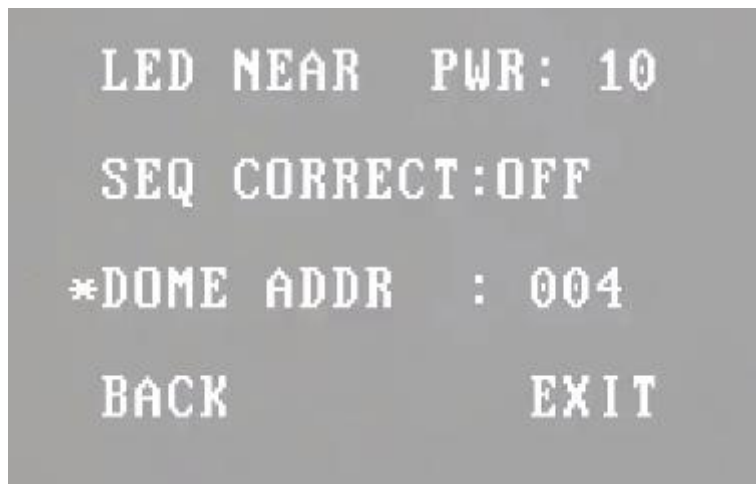 LED NEAR PWR: 10
SEQ CORRECT:OFF
*DOME ADDR : 004
BACK EXIT